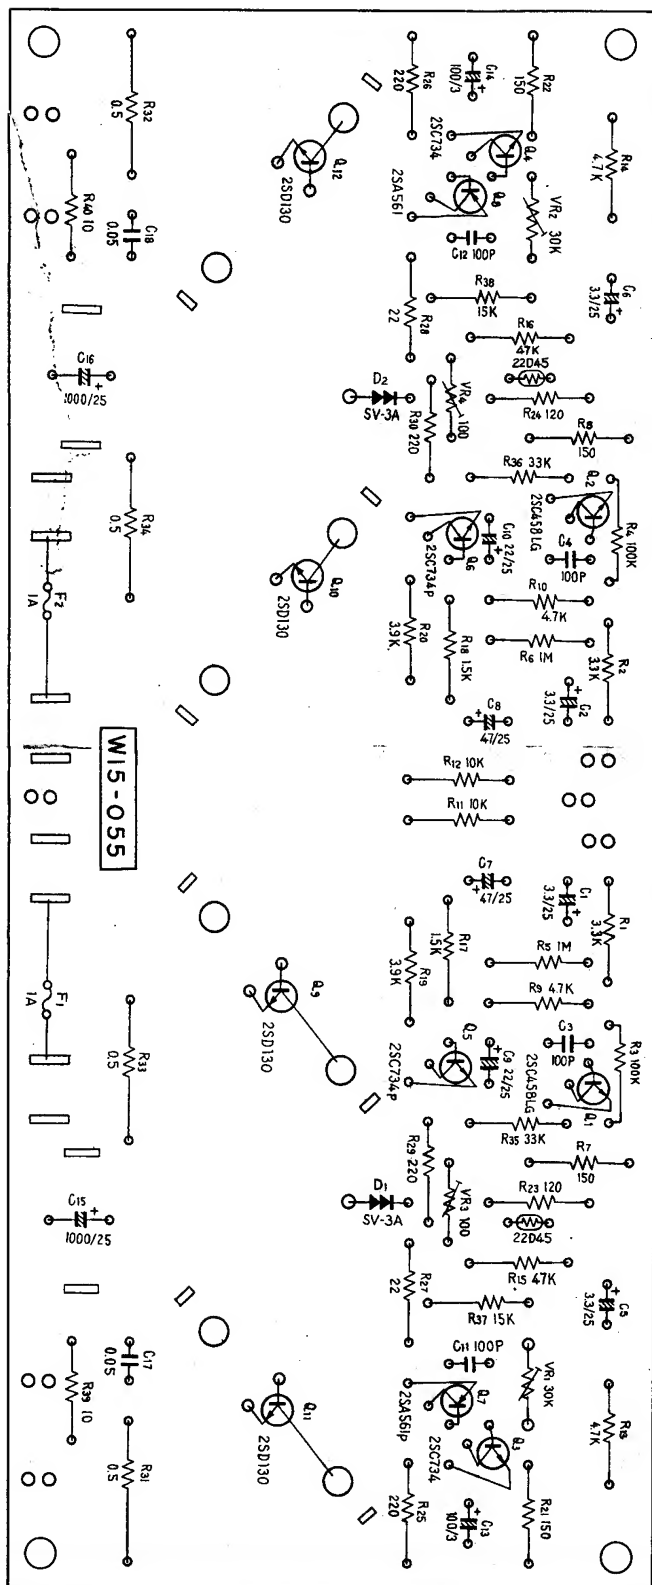 R32
0.5
R26
220
C14
100/3
+
R22
150
R14
4.7K
2SC734
Q4
Q12
2SD130
2SA561
Q8
VR2
30K
R40 10
C18
0.05
C12 100P
R38
15K
R28
22
C6
3.3/25
+
R16
47K
22D45
C16
+
1000/25
D2
SV-3A
VR4
100
R24 120
R30 220
R8
150
R36 33K
Q2
2SC458LG
R34
0.5
R4 100K
Q10
2SD130
2SC734P
Q6
C10 22/25
+
C4
100P
F2
1A
R10
4.7K
R20
3.9K
R18
1.5K
R6 1M
R2
3.3K
C2
3.3/25
+
C8
+
47/25
W15-055
R12 10K
R11 10K
C7
+
47/25
C1
3.3/25
+
R1
3.3K
R17
1.5K
R19
3.9K
R5 1M
R9 4.7K
Q9
2SD130
F1
1A
R33
0.5
Q5
2SC734P
C9 22/25
+
C3
100P
2SC458LG
Q1
R3 100K
R35 33K
R29 220
R7
150
D1
SV-3A
VR3 100
R23 120
22D45
C15
+
1000/25
R15 47K
R27
22
R37 15K
C5
3.3/25
+
C11 100P
C17
0.05
R39 10
VR1 30K
Q11
2SD130
Q7
2SA561P
Q3
2SC734
R13
4.7K
R31
0.5
R25
220
C13
100/3
+
R21 150